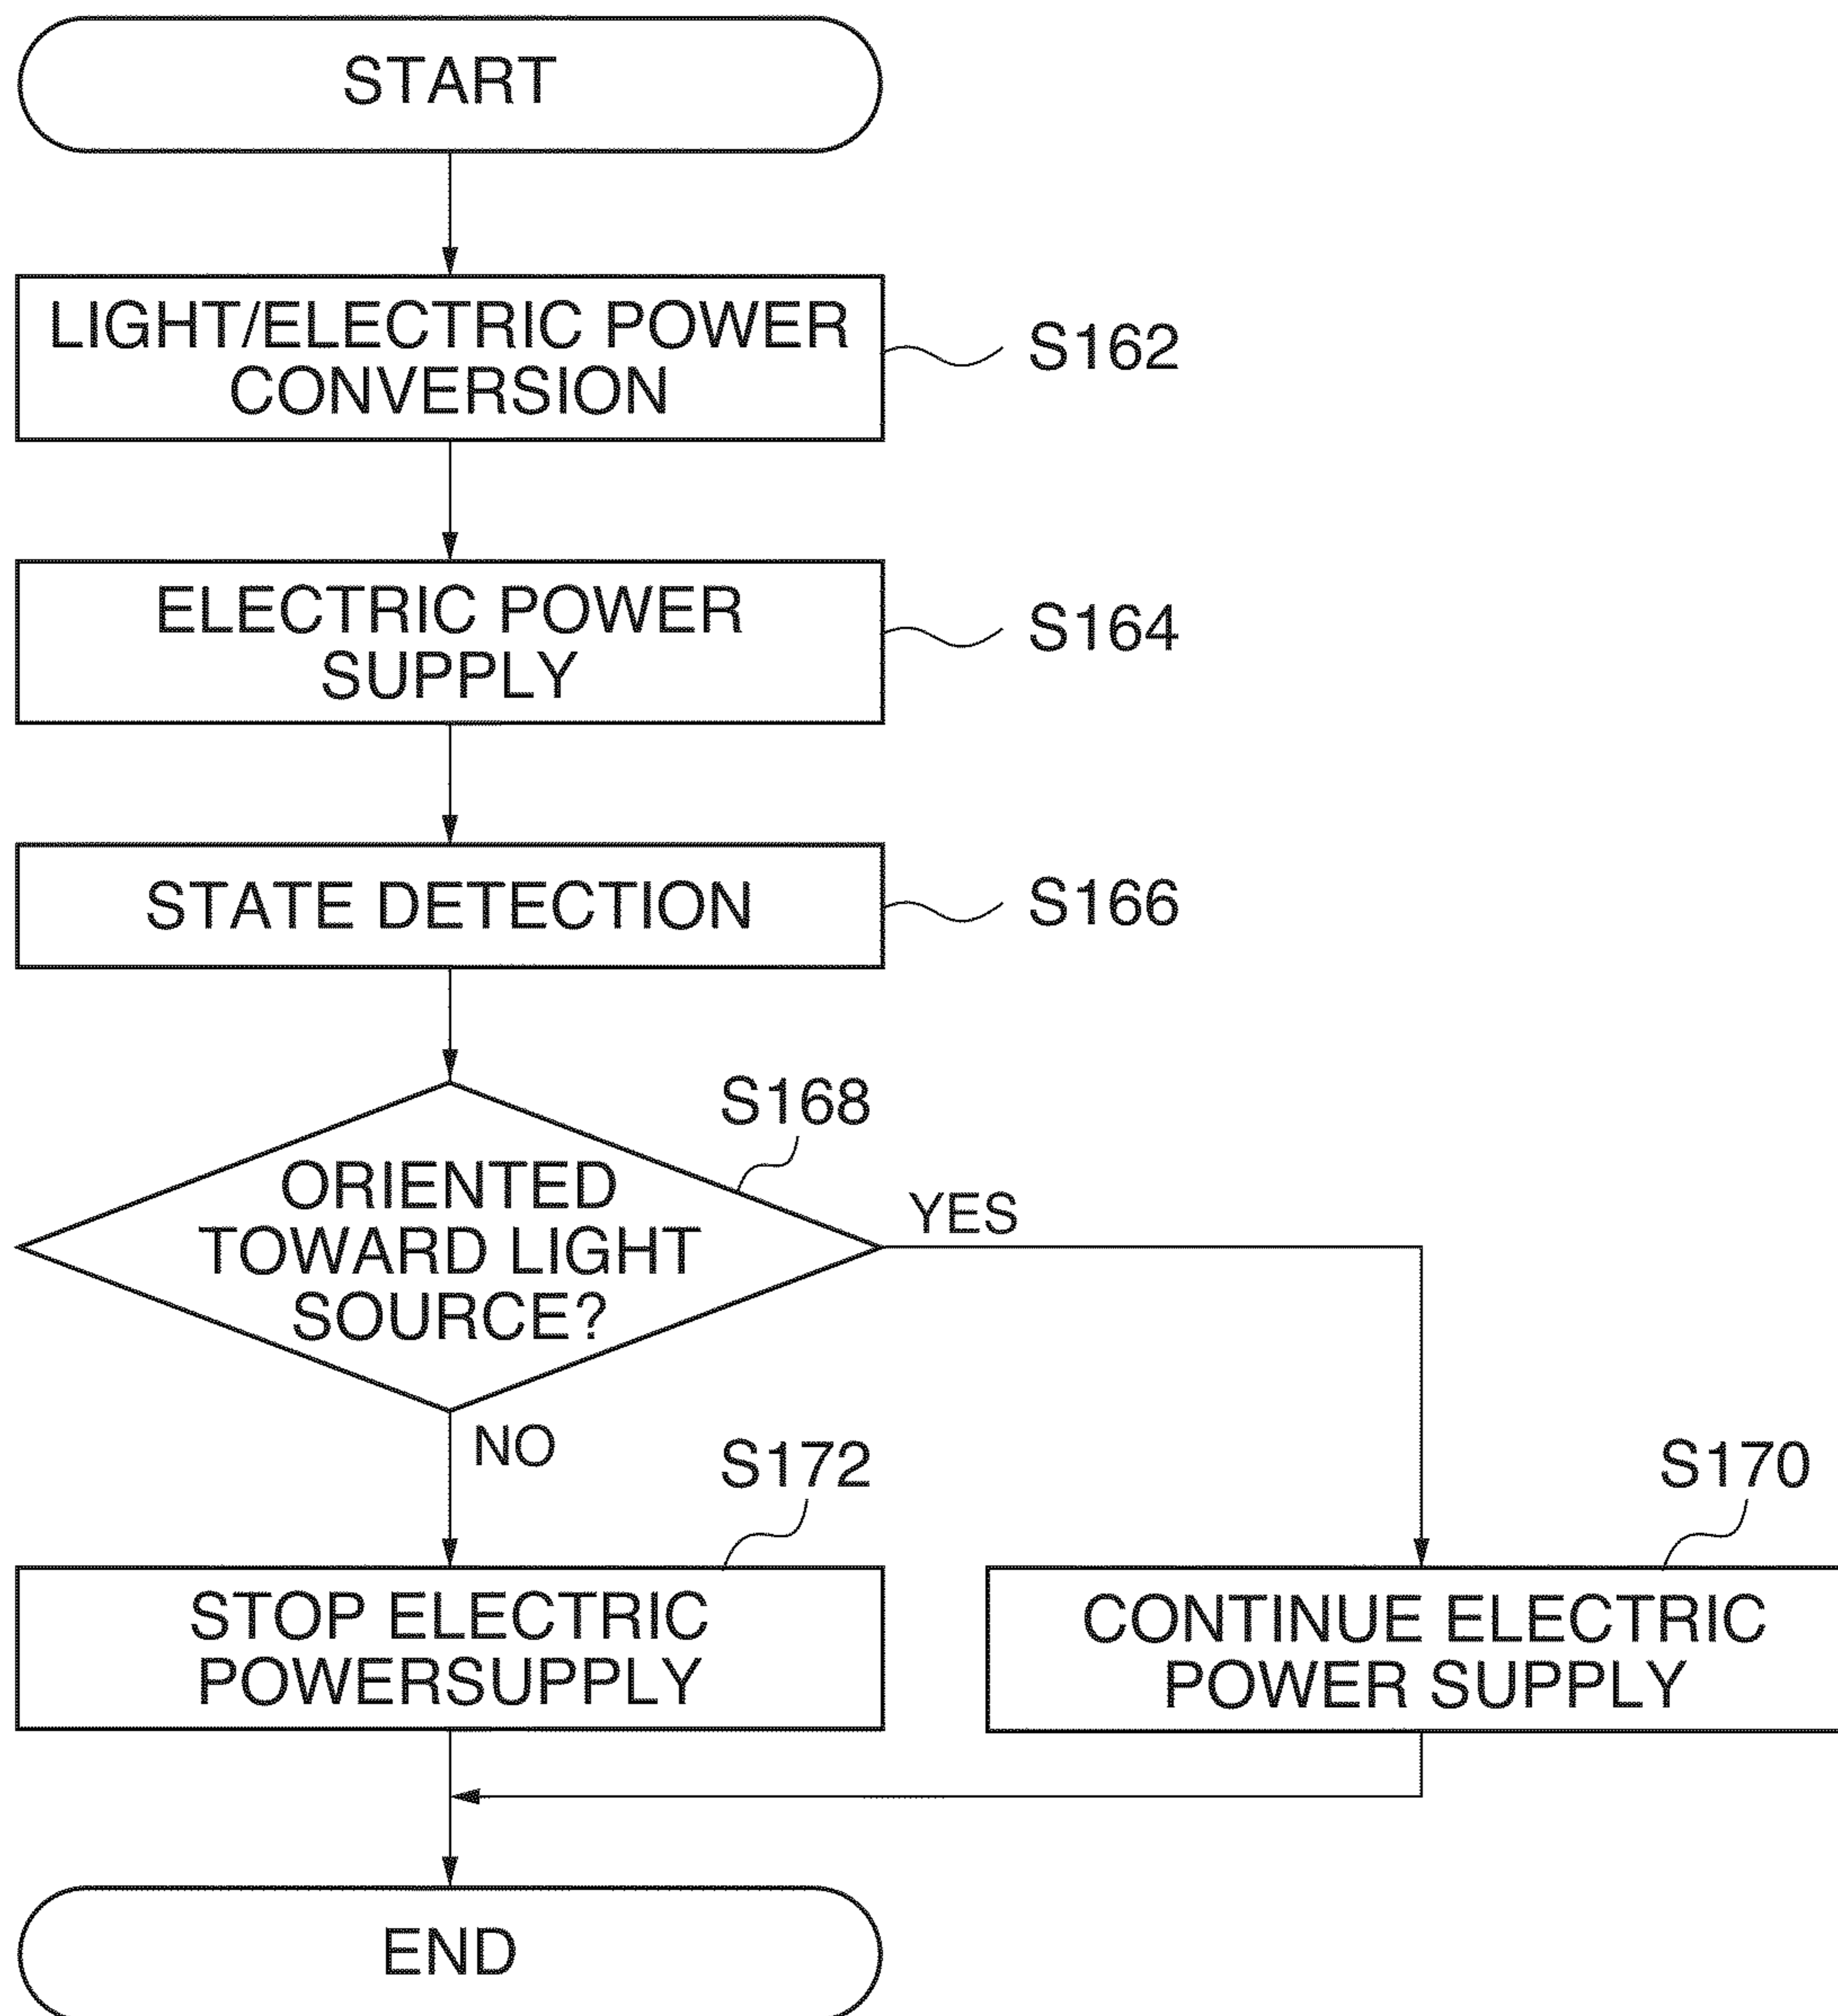 START
LIGHT/ELECTRIC POWER
CONVERSION
S162
ELECTRIC POWER
SUPPLY
S164
STATE DETECTION
S166
S168
ORIENTED
TOWARD LIGHT
SOURCE?
YES
NO
S172
S170
STOP ELECTRIC
POWERSUPPLY
CONTINUE ELECTRIC
POWER SUPPLY
END